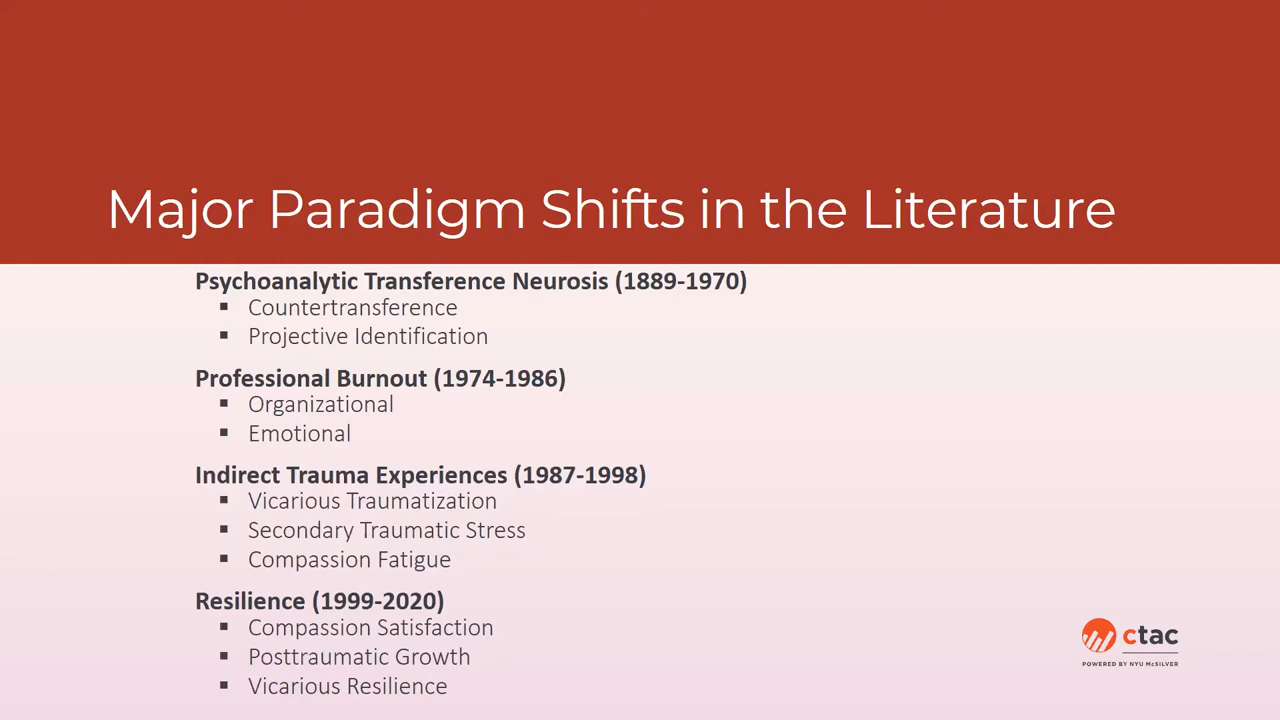 Major Paradigm Shifts in the Literature
Psychoanalytic Transference Neurosis (1889-1970)
▪ Countertransference
▪ Projective Identification
Professional Burnout (1974-1986)
▪ Organizational
▪ Emotional
Indirect Trauma Experiences (1987-1998)
▪ Vicarious Traumatization
▪ Secondary Traumatic Stress
▪ Compassion Fatigue
Resilience (1999-2020)
▪ Compassion Satisfaction
▪ Posttraumatic Growth
▪ Vicarious Resilience
ctac
POWERED BY NYU McSILVER